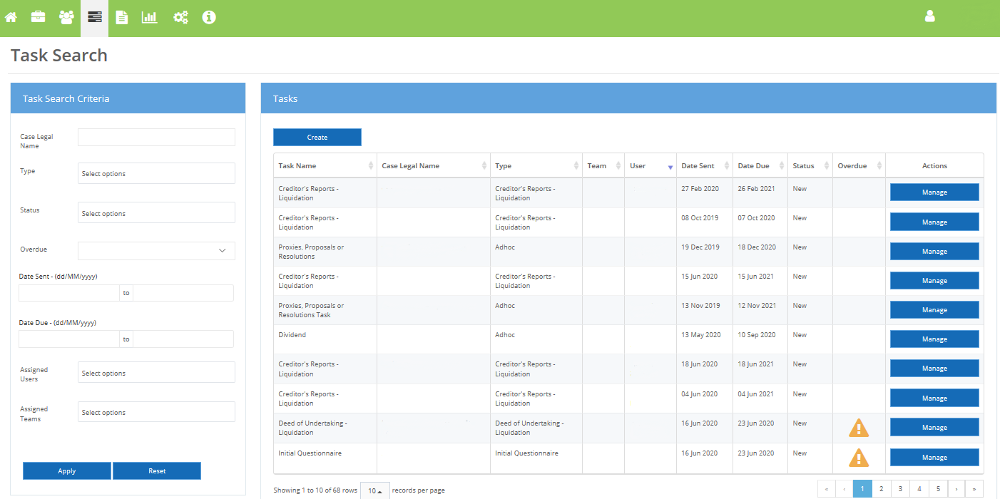 Task Search
Task Search Criteria
Case Legal
Name
Type
Select options
Status
Select options
Overdue
Date Sent - (dd/MM/yyyy)
to
Date Due - (dd/MM/yyyy)
to
Assigned
Users
Select options
Assigned
Teams
Select options
Apply
Reset
Tasks
Create
Task Name Case Legal Name Type Team User Date Sent Date Due Status Overdue Actions
Creditor's Reports - Creditor's Reports - 27 Feb 2020 26 Feb 2021 New Manage
Liquidation Liquidation
Creditor's Reports - Creditor's Reports - 08 Oct 2019 07 Oct 2020 New Manage
Liquidation Liquidation
Proxies, Proposals or Adhoc 19 Dec 2019 18 Dec 2020 New Manage
Resolutions
Creditor's Reports - Creditor's Reports - 15 Jun 2020 15 Jun 2021 New Manage
Liquidation Liquidation
Proxies, Proposals or Adhoc 13 Nov 2019 12 Nov 2021 New Manage
Resolutions Task
Dividend Adhoc 13 May 2020 10 Sep 2020 New Manage
Creditor's Reports - Creditor's Reports - 18 Jun 2020 18 Jun 2021 New Manage
Liquidation Liquidation
Creditor's Reports - Creditor's Reports - 04 Jun 2020 04 Jun 2021 New Manage
Liquidation Liquidation
Deed of Undertaking - Deed of Undertaking - 16 Jun 2020 23 Jun 2020 New Manage
Liquidation Liquidation
Initial Questionnaire Initial Questionnaire 16 Jun 2020 23 Jun 2020 New Manage
Showing 1 to 10 of 68 rows 10 records per page « ‹ 1 2 3 4 5 › »